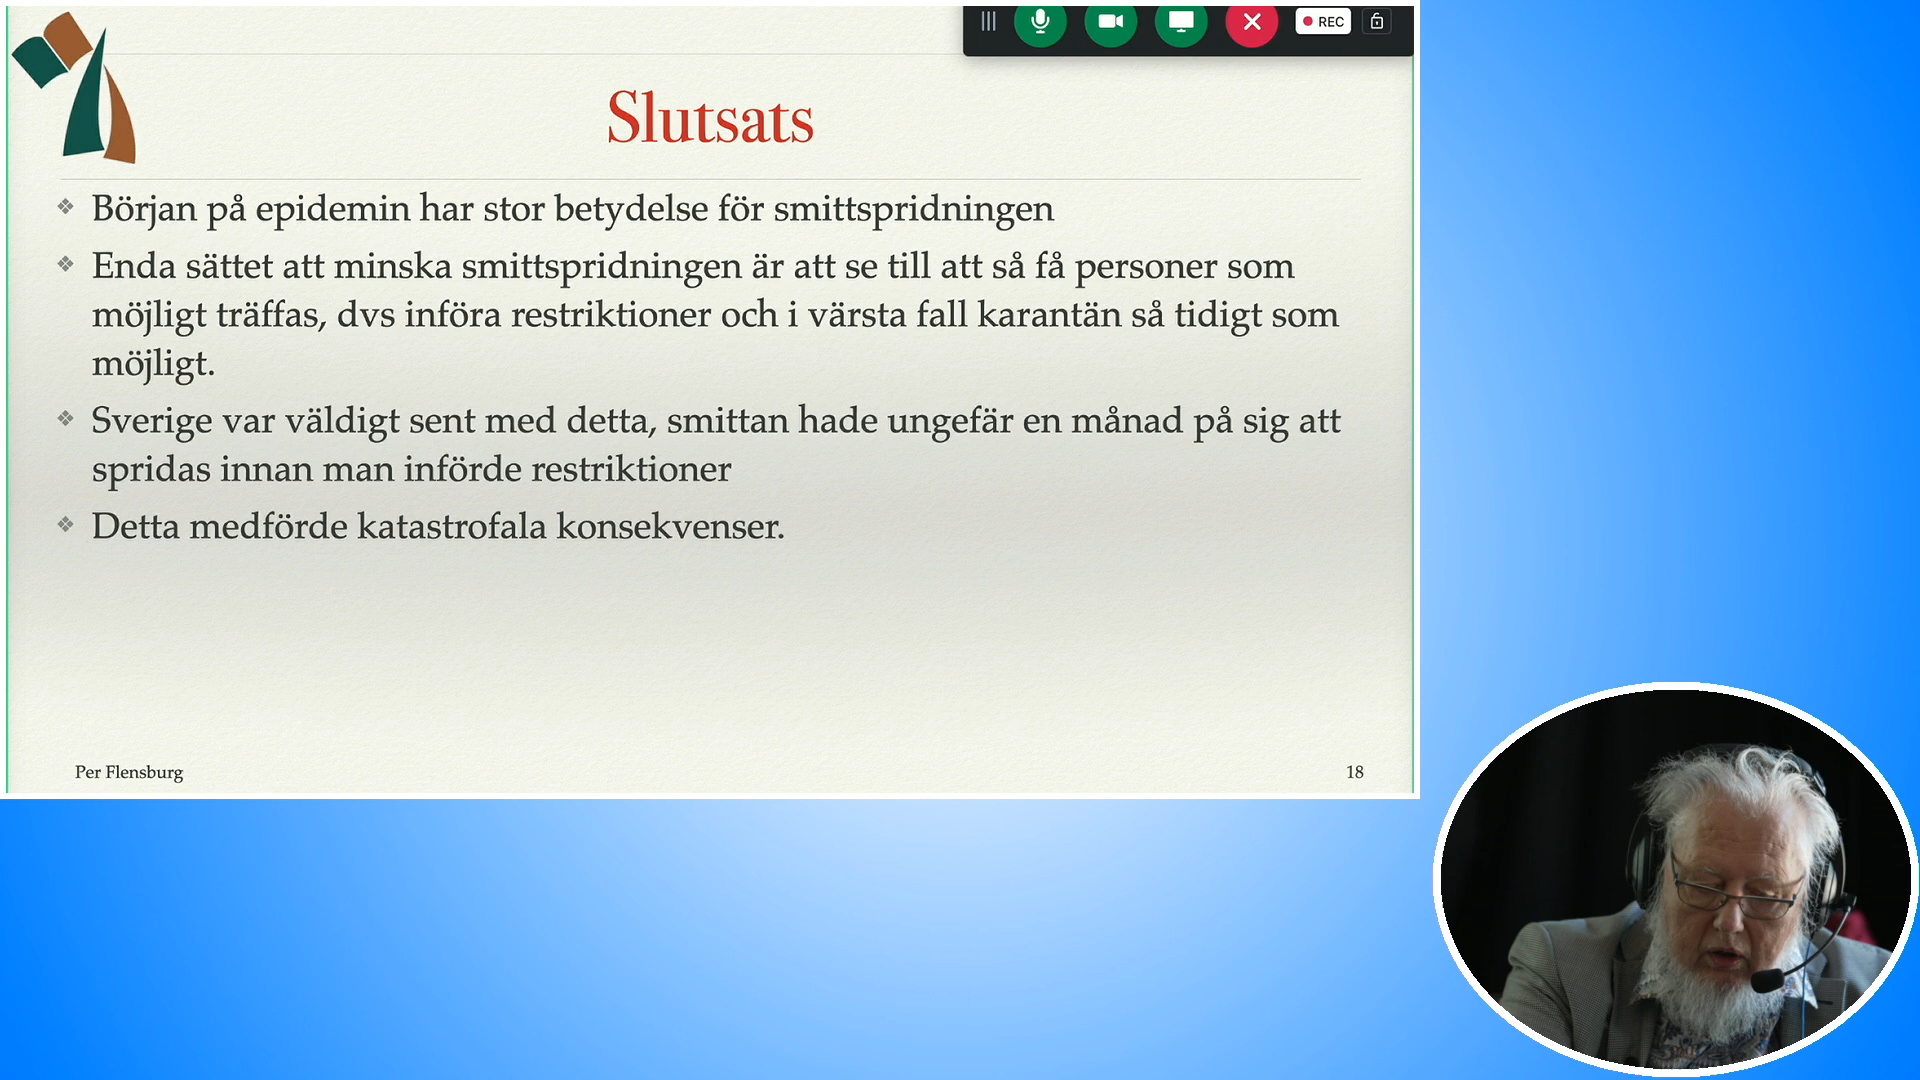 REC
Slutsats
Början på epidemin har stor betydelse för smittspridningen
Enda sättet att minska smittspridningen är att se till att så få personer som
möjligt träffas, dvs införa restriktioner och i värsta fall karantän så tidigt som
möjligt.
Sverige var väldigt sent med detta, smittan hade ungefär en månad på sig att
spridas innan man införde restriktioner
Detta medförde katastrofala konsekvenser.
Per Flensburg
18